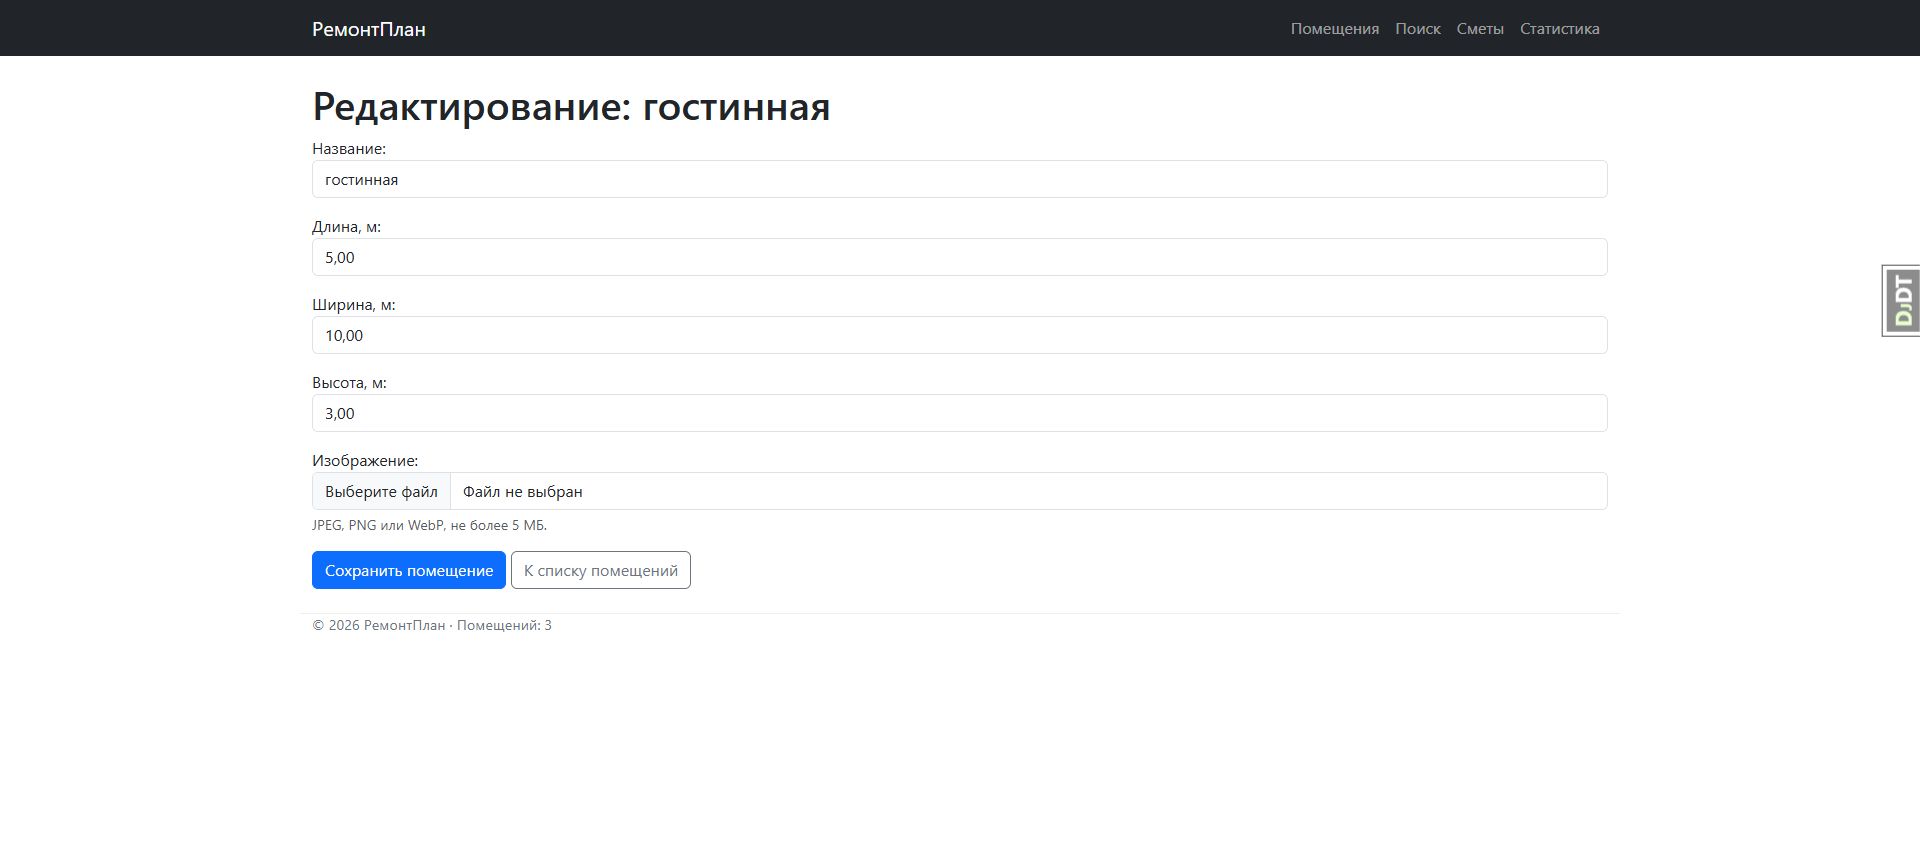 РемонтПлан
Помещения Поиск Сметы Статистика
Редактирование: гостинная
Название:
гостинная
Длина, м:
5,00
Ширина, м:
10,00
Высота, м:
3,00
Изображение:
Выберите файл Файл не выбран
JPEG, PNG или WebP, не более 5 МБ.
Сохранить помещение К списку помещений
© 2026 РемонтПлан · Помещений: 3
DJDT